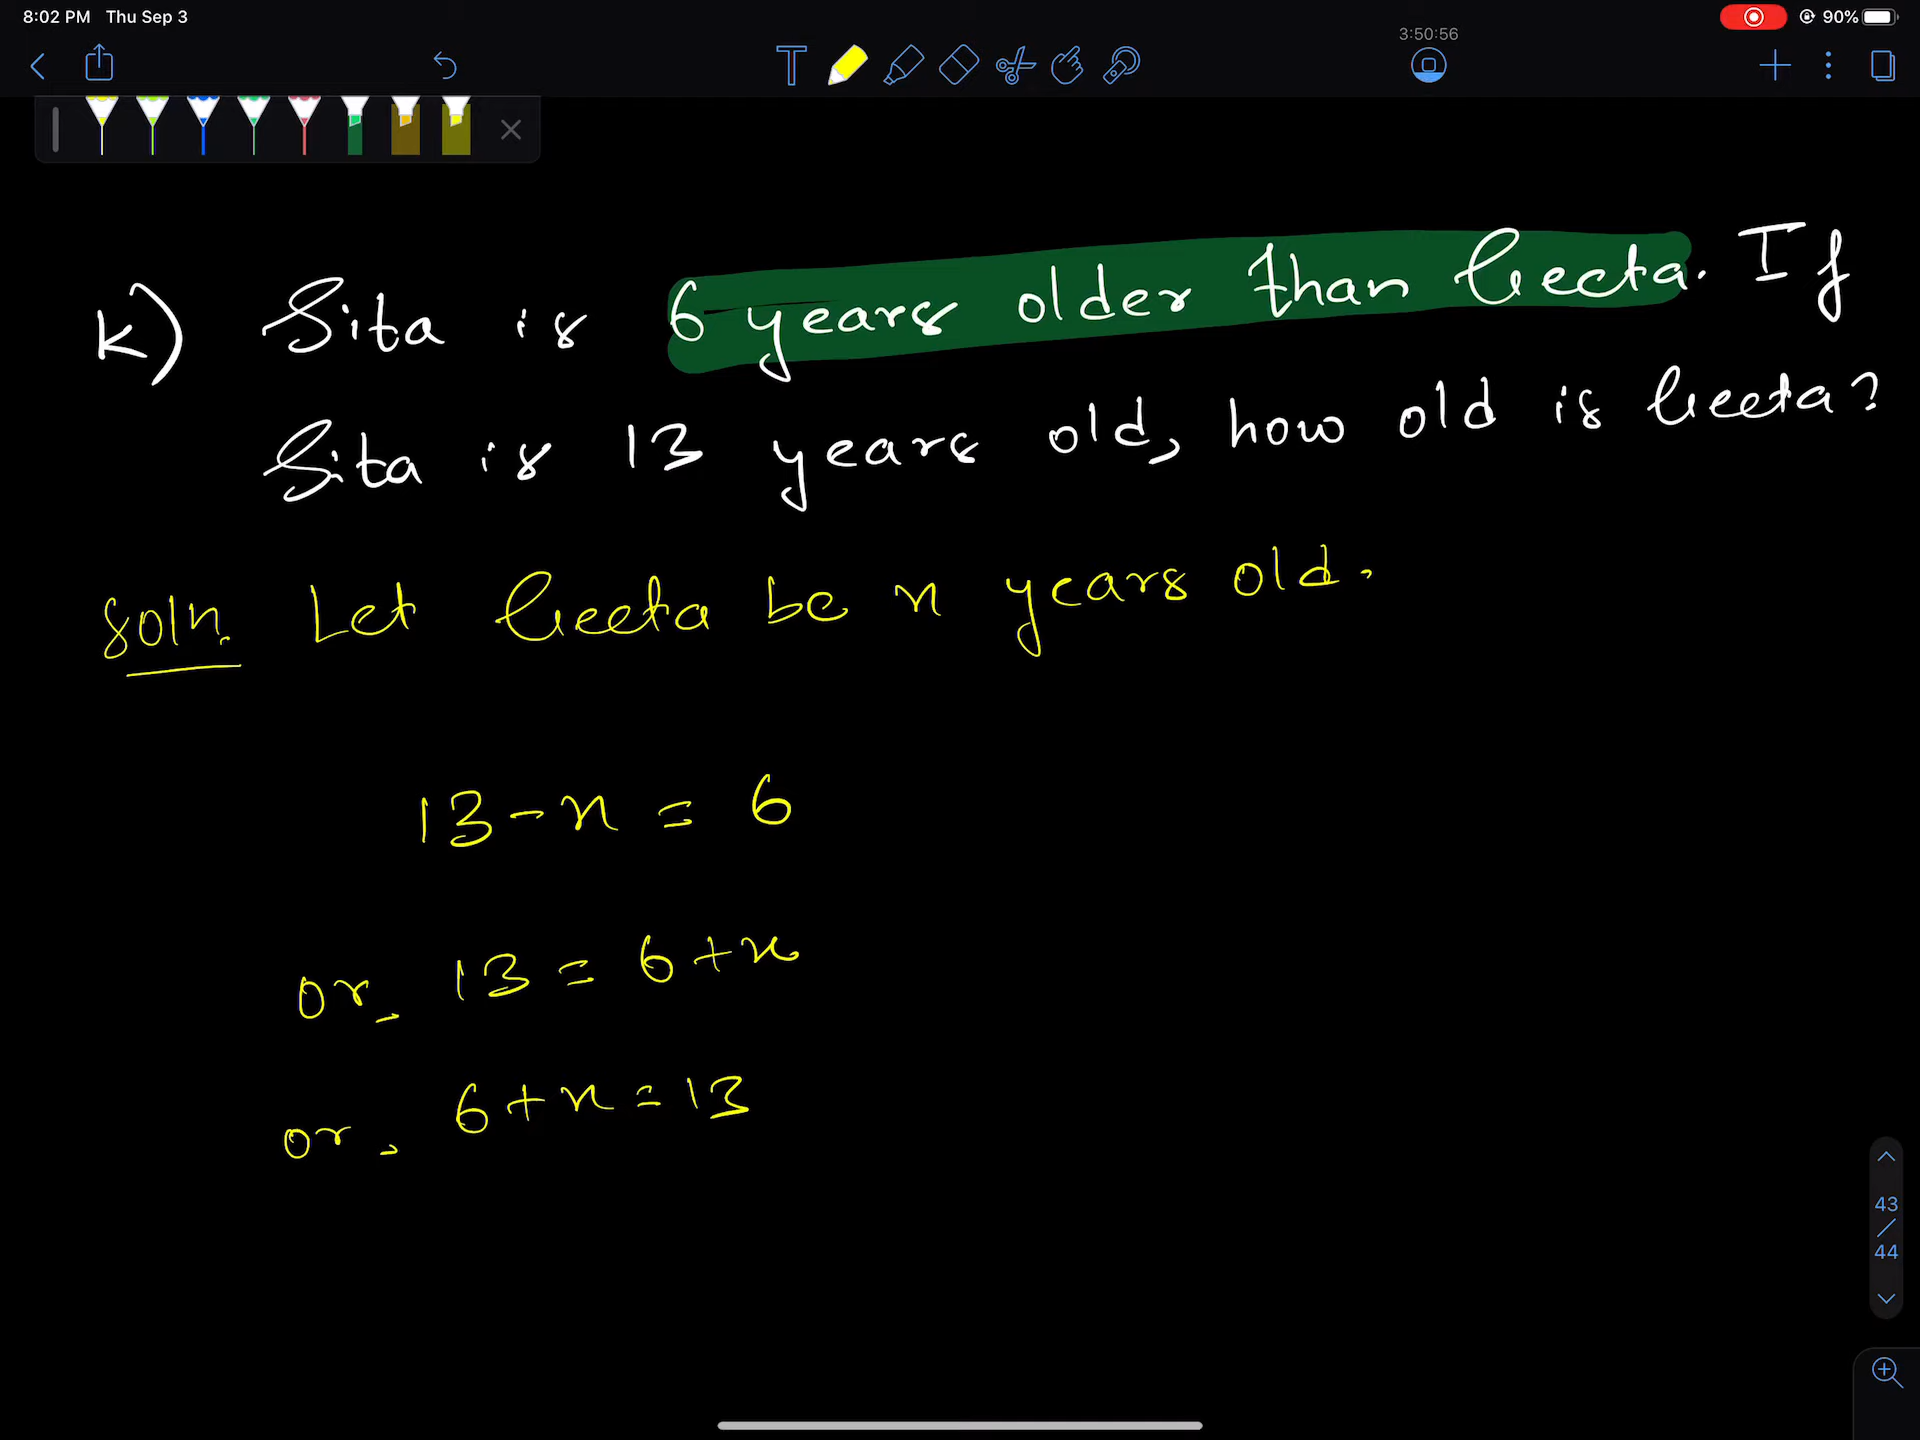 8:02 PM Thu Sep 3
90%
3:50:56
K) Sita is 6 years older than Geeta. If
Sita is 13 years old, how old is Geeta?
Soln. Let Geeta be x years old.
13 - x = 6
or, 13 = 6 + x
or, 6 + x = 13
43
/
44